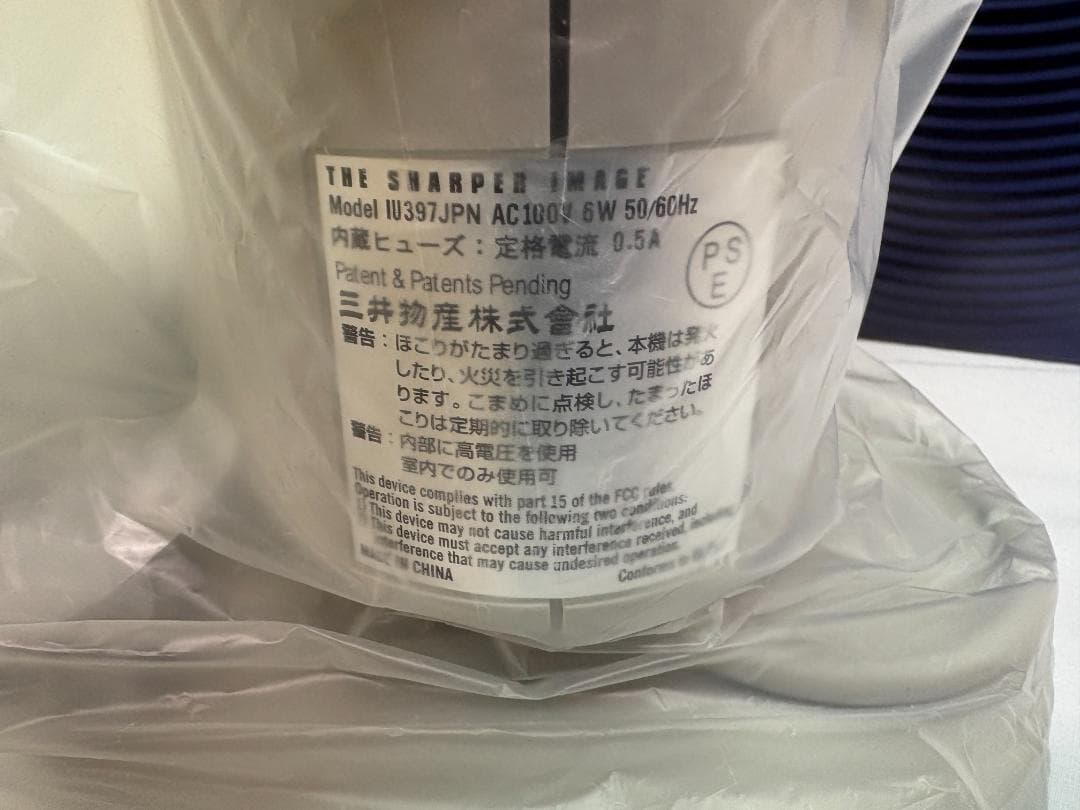 THE SHARPER IMAGE
Model IU397JPN AC100V 6W 50/60Hz
内蔵ヒューズ：定格電流 0.5A
PSE
Patent & Patents Pending
三井物産株式會社
警告：ほこりがたまり過ぎると、本機は発火
したり、火災を引き起こす可能性があ
ります。こまめに点検し、たまったほ
こりは定期的に取り除いてください。
警告：内部に高電圧を使用
室内でのみ使用可
This device complies with part 15 of the FCC rules.
Operation is subject to the following two conditions:
This device may not cause harmful interference, and
This device must accept any interference received, including
interference that may cause undesired operation.
MADE IN CHINA
Conforms to